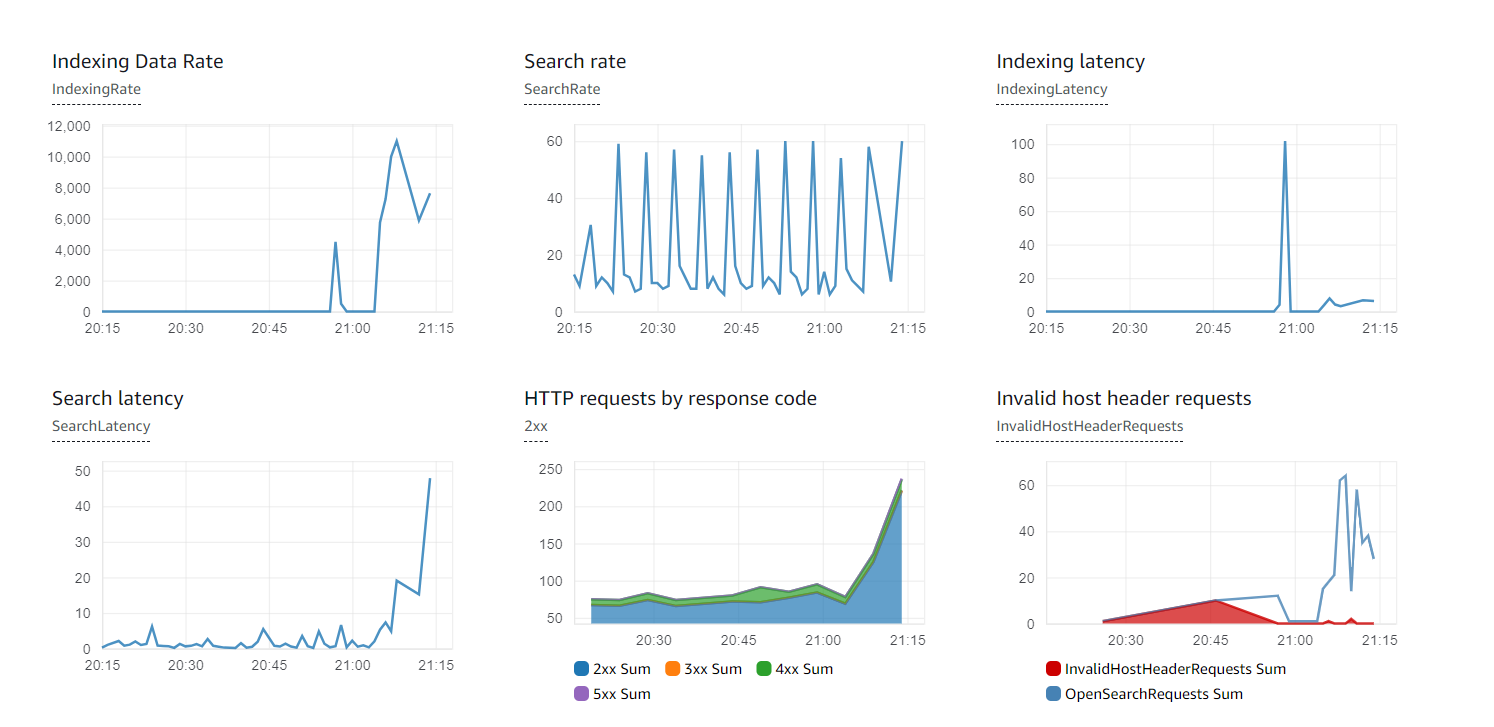 Indexing Data Rate
IndexingRate
12,000
10,000
8,000
6,000
4,000
2,000
0
20:15 20:30 20:45 21:00 21:15
Search rate
SearchRate
60
40
20
0
20:15 20:30 20:45 21:00 21:15
Indexing latency
IndexingLatency
100
80
60
40
20
0
20:15 20:30 20:45 21:00 21:15
Search latency
SearchLatency
50
40
30
20
10
0
20:15 20:30 20:45 21:00 21:15
HTTP requests by response code
2xx
250
200
150
100
50
20:30 20:45 21:00 21:15
2xx Sum 3xx Sum 4xx Sum
5xx Sum
Invalid host header requests
InvalidHostHeaderRequests
60
40
20
0
20:30 20:45 21:00 21:15
InvalidHostHeaderRequests Sum
OpenSearchRequests Sum